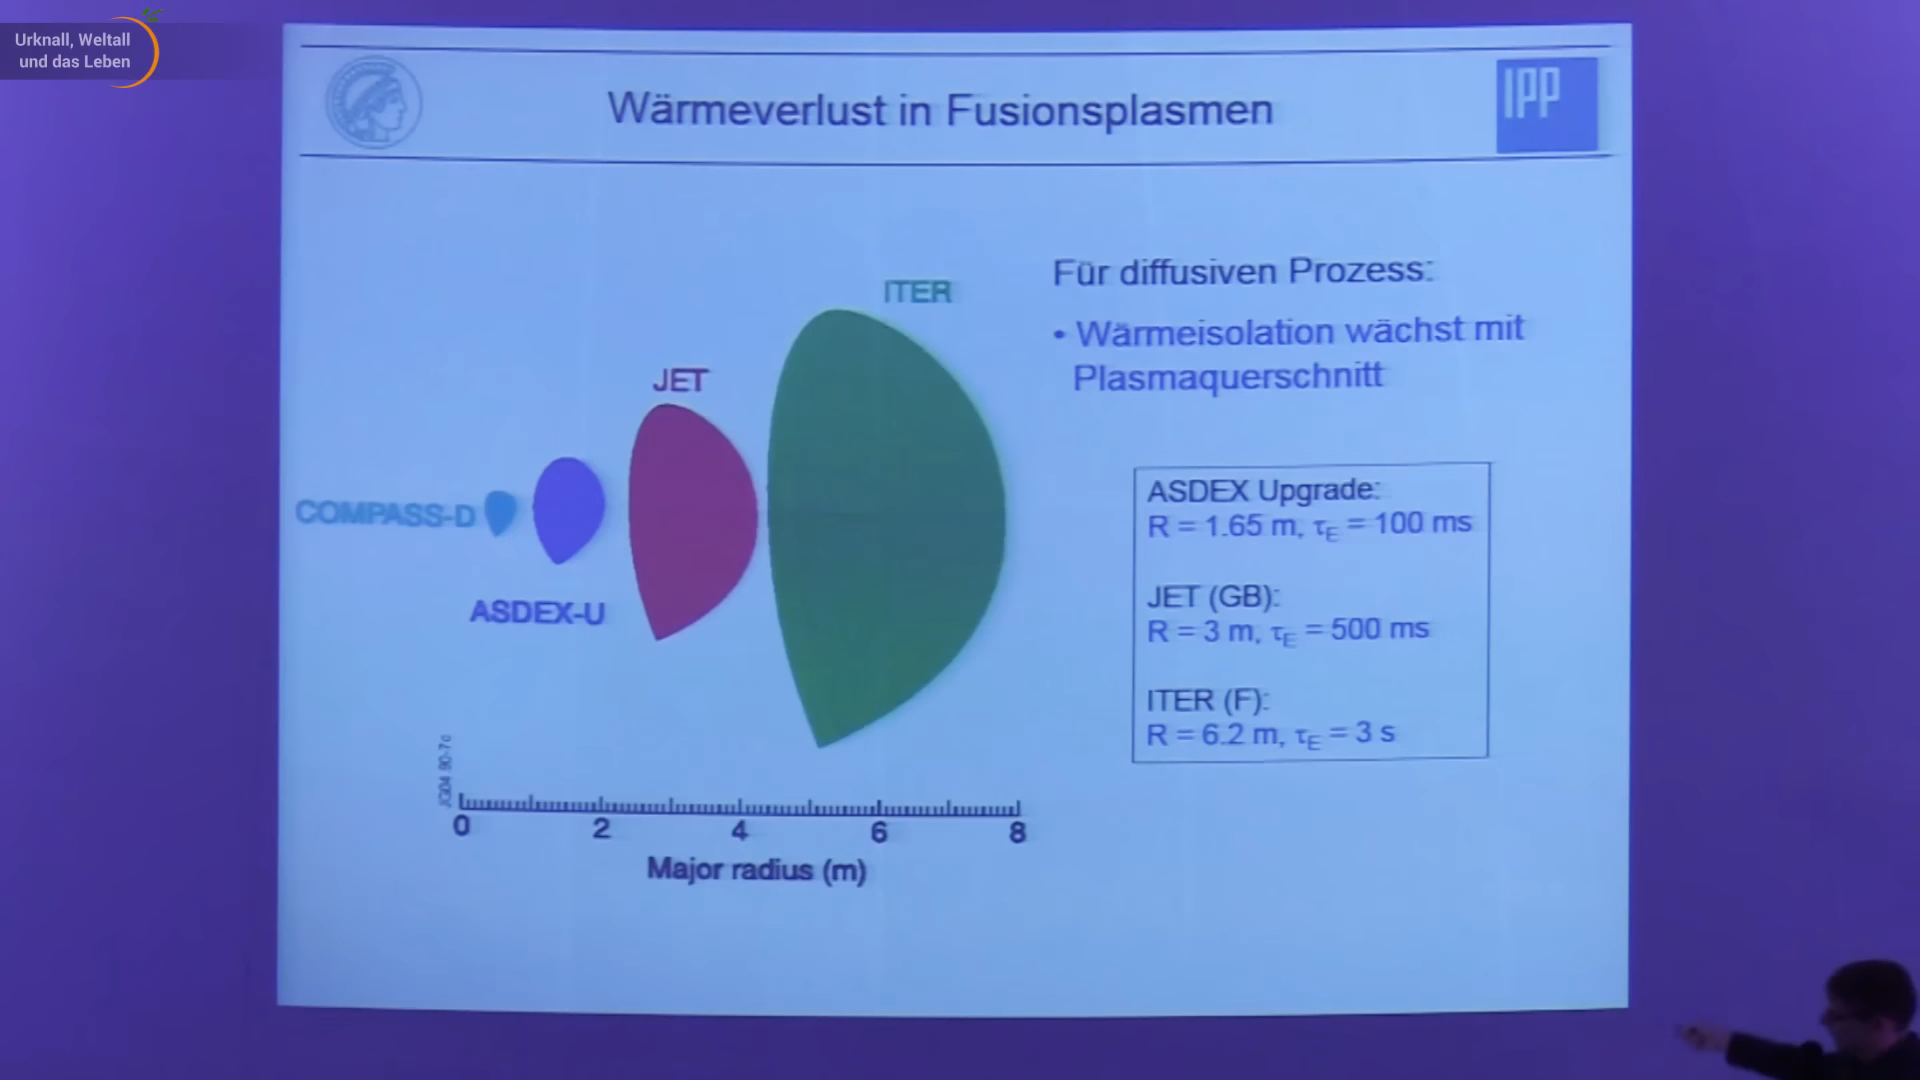 Urknall, Weltall
und das Leben
Wärmeverlust in Fusionsplasmen
IPP
Für diffusiven Prozess:
• Wärmeisolation wächst mit
Plasmaquerschnitt
ITER
JET
COMPASS-D
ASDEX-U
ASDEX Upgrade:
R = 1.65 m, τE = 100 ms
JET (GB):
R = 3 m, τE = 500 ms
ITER (F):
R = 6.2 m, τE = 3 s
0 2 4 6 8
Major radius (m)